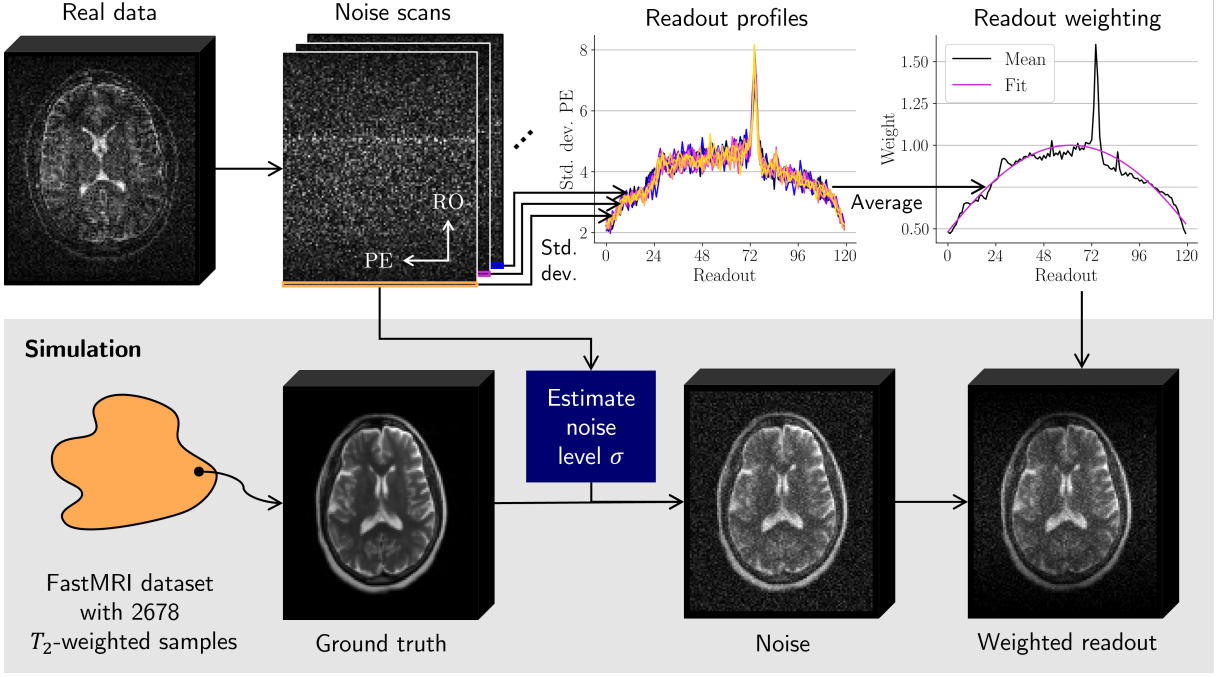 Real data
Noise scans
RO
PE
Std.
dev.
Readout profiles
Std. dev. PE
8
6
4
2
0 24 48 72 96 120
Readout
Average
Readout weighting
Mean
Fit
Weight
1.50
1.25
1.00
0.75
0.50
0 24 48 72 96 120
Readout
Simulation
FastMRI dataset
with 2678
T₂-weighted samples
Ground truth
Estimate
noise
level σ
Noise
Weighted readout